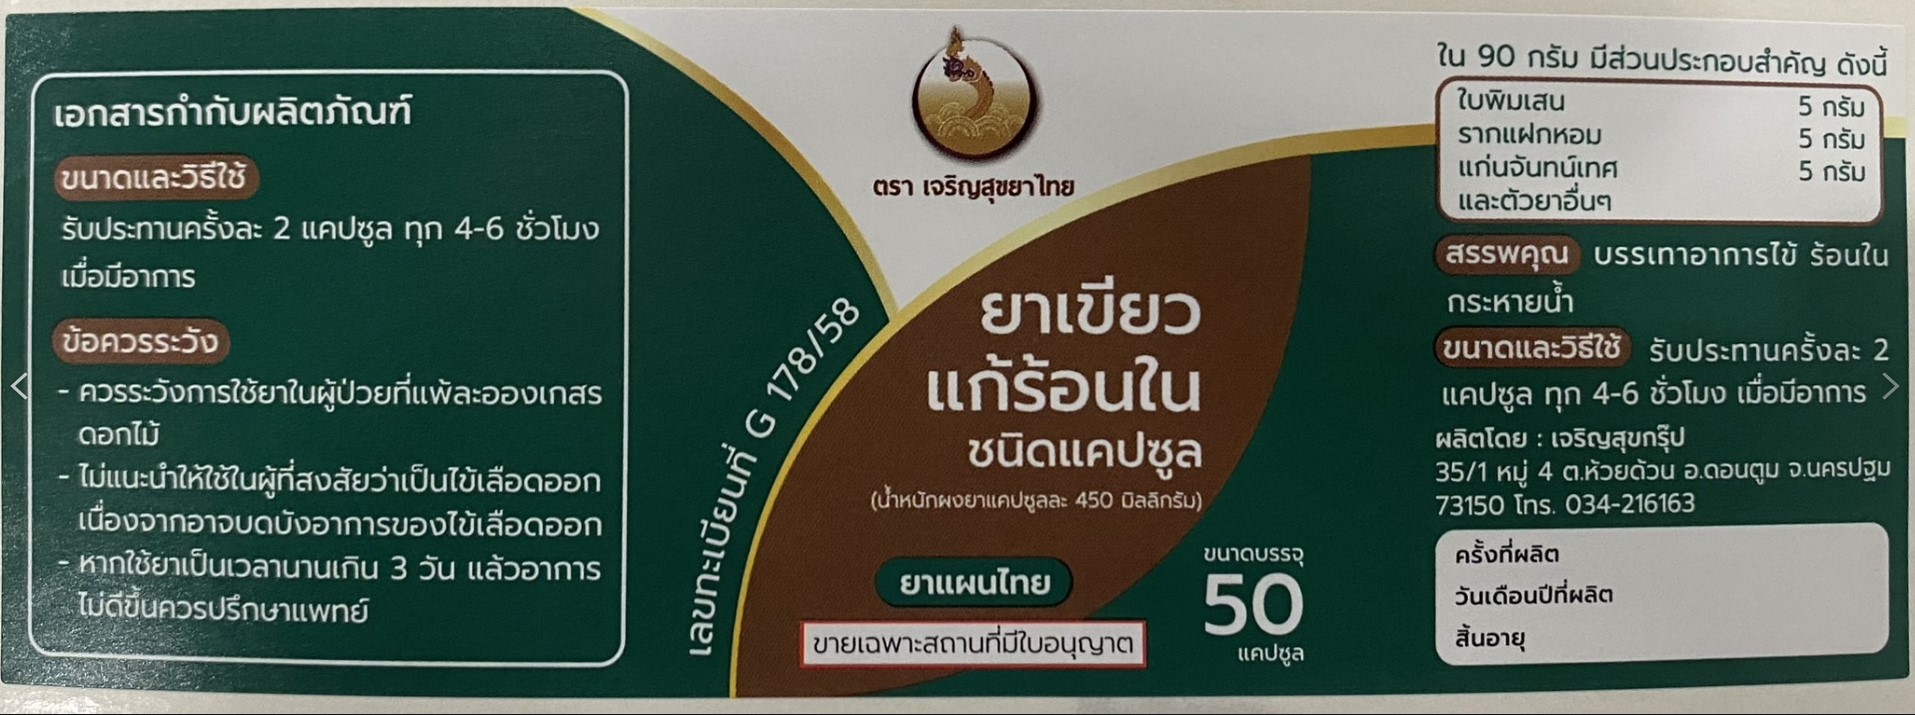 เอกสารกำกับผลิตภัณฑ์
ขนาดและวิธีใช้
รับประทานครั้งละ 2 แคปซูล ทุก 4-6 ชั่วโมง
เมื่อมีอาการ
ข้อควรระวัง
- ควรระวังการใช้ยาในผู้ป่วยที่แพ้ละอองเกสร
ดอกไม้
- ไม่แนะนำให้ใช้ในผู้ที่สงสัยว่าเป็นไข้เลือดออก
เนื่องจากอาจบดบังอาการของไข้เลือดออก
- หากใช้ยาเป็นเวลานานเกิน 3 วัน แล้วอาการ
ไม่ดีขึ้นควรปรึกษาแพทย์
เลขทะเบียนที่ G 178/58
ตรา เจริญสุขยาไทย
ยาเขียว
แก้ร้อนใน
ชนิดแคปซูล
(น้ำหนักผงยาแคปซูลละ 450 มิลลิกรัม)
ยาแผนไทย
ขายเฉพาะสถานที่มีใบอนุญาต
ขนาดบรรจุ
50
แคปซูล
ใน 90 กรัม มีส่วนประกอบสำคัญ ดังนี้
ใบพิมเสน 5 กรัม
รากแฝกหอม 5 กรัม
แก่นจันทน์เทศ 5 กรัม
และตัวยาอื่นๆ
สรรพคุณ บรรเทาอาการไข้ ร้อนใน
กระหายน้ำ
ขนาดและวิธีใช้ รับประทานครั้งละ 2
แคปซูล ทุก 4-6 ชั่วโมง เมื่อมีอาการ
ผลิตโดย : เจริญสุขกรุ๊ป
35/1 หมู่ 4 ต.ห้วยด้วน อ.ดอนตูม จ.นครปฐม
73150 โทร. 034-216163
ครั้งที่ผลิต
วันเดือนปีที่ผลิต
สิ้นอายุ